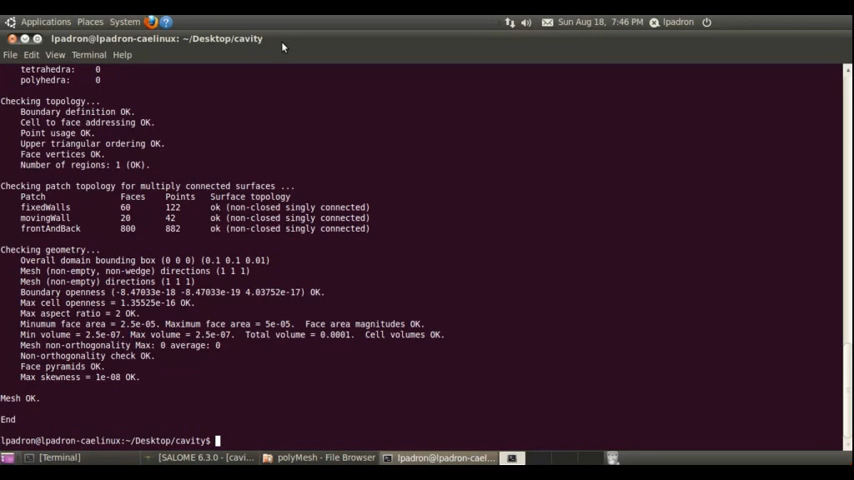 Applications Places System Sun Aug 18, 7:46 PM lpadron
lpadron@lpadron-caelinux: ~/Desktop/cavity
File Edit View Terminal Help
tetrahedra: 0
polyhedra: 0
Checking topology...
Boundary definition OK.
Cell to face addressing OK.
Point usage OK.
Upper triangular ordering OK.
Face vertices OK.
Number of regions: 1 (OK).
Checking patch topology for multiply connected surfaces ...
Patch Faces Points Surface topology
fixedWalls 60 122 ok (non-closed singly connected)
movingWall 20 42 ok (non-closed singly connected)
frontAndBack 800 882 ok (non-closed singly connected)
Checking geometry...
Overall domain bounding box (0 0 0) (0.1 0.1 0.01)
Mesh (non-empty, non-wedge) directions (1 1 1)
Mesh (non-empty) directions (1 1 1)
Boundary openness (-8.47033e-18 -8.47033e-19 4.03752e-17) OK.
Max cell openness = 1.35525e-16 OK.
Max aspect ratio = 2 OK.
Minumum face area = 2.5e-05. Maximum face area = 5e-05. Face area magnitudes OK.
Min volume = 2.5e-07. Max volume = 2.5e-07. Total volume = 0.0001. Cell volumes OK.
Mesh non-orthogonality Max: 0 average: 0
Non-orthogonality check OK.
Face pyramids OK.
Max skewness = 1e-08 OK.
Mesh OK.
End
lpadron@lpadron-caelinux:~/Desktop/cavity$
[Terminal] [SALOME 6.3.0 - [cavi... polyMesh - File Browser lpadron@lpadron-cael...